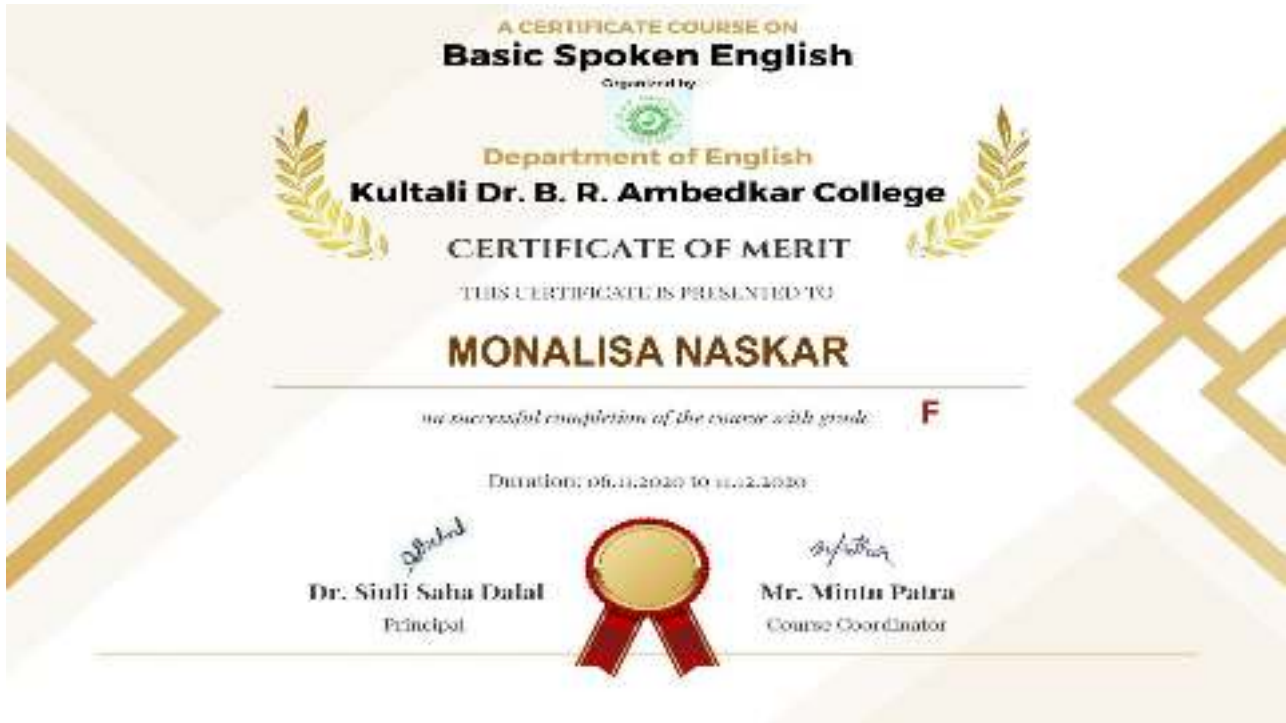 A CERTIFICATE COURSE ON
Basic Spoken English
Organized by
Department of English
Kultali Dr. B. R. Ambedkar College
CERTIFICATE OF MERIT
THIS CERTIFICATE IS PRESENTED TO
MONALISA NASKAR
on successful completion of the course with grade F
Duration: 06.11.2020 to 11.12.2020
Dr. Siuli Saha Dalal Mr. Mintu Patra
Principal Course Coordinator